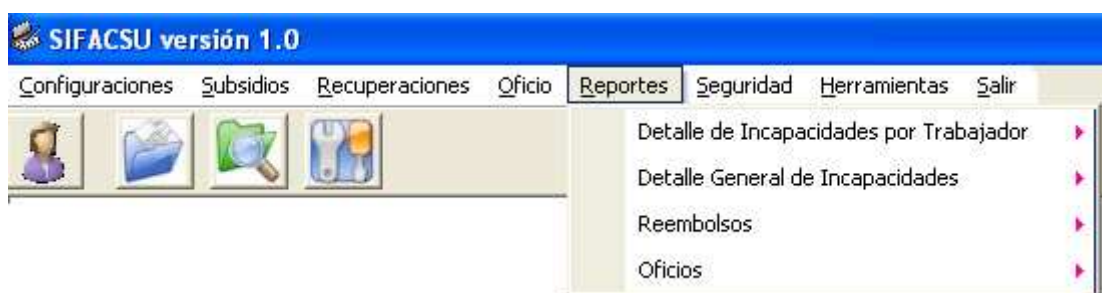 SIFACSU versión 1.0
Configuraciones Subsidios Recuperaciones Oficio Reportes Seguridad Herramientas Salir
Detalle de Incapacidades por Trabajador
Detalle General de Incapacidades
Reembolsos
Oficios